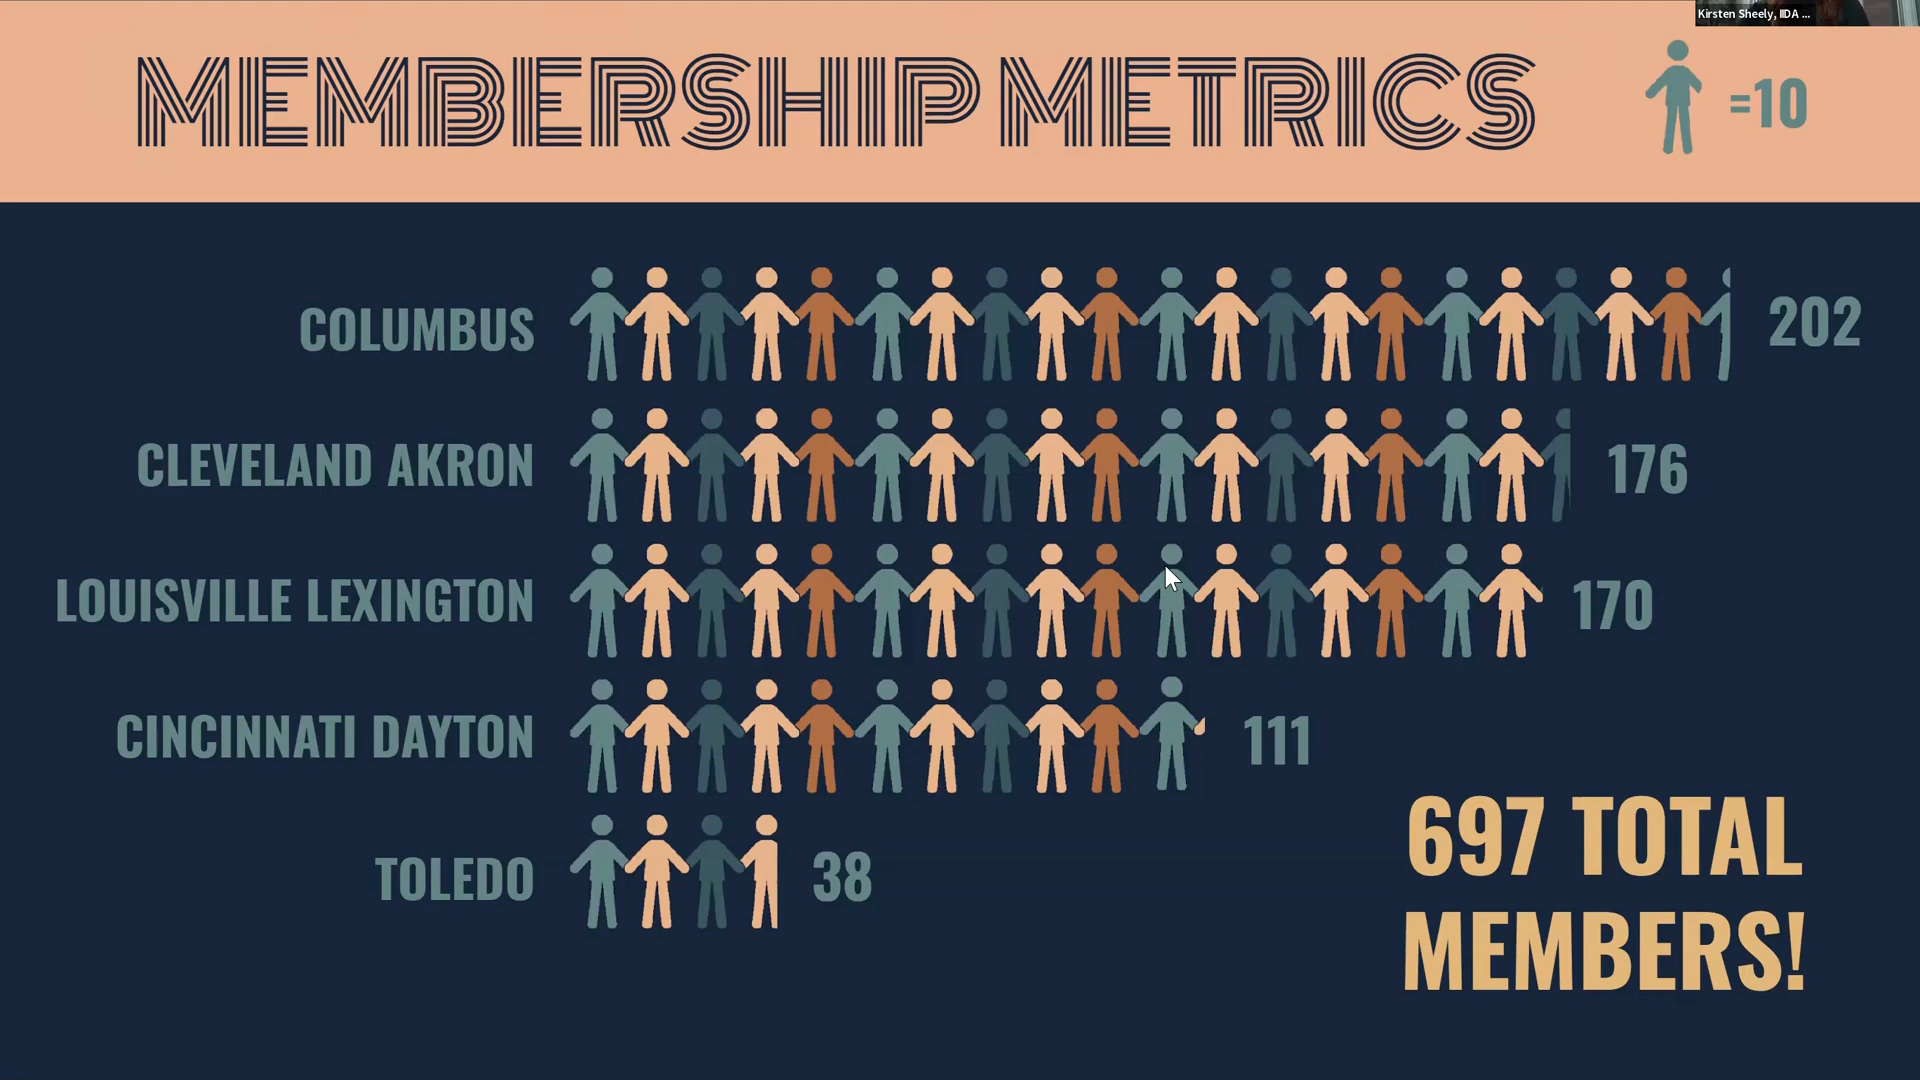 Kirsten Sheely, IIDA ...
MEMBERSHIP METRICS
=10
COLUMBUS 202
CLEVELAND AKRON 176
LOUISVILLE LEXINGTON 170
CINCINNATI DAYTON 111
TOLEDO 38
697 TOTAL
MEMBERS!